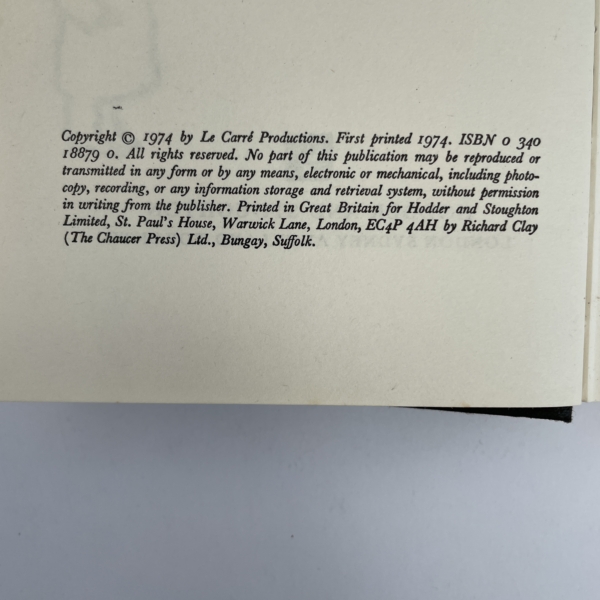 Copyright © 1974 by Le Carré Productions. First printed 1974. ISBN 0 340
18879 0. All rights reserved. No part of this publication may be reproduced or
transmitted in any form or by any means, electronic or mechanical, including photo-
copy, recording, or any information storage and retrieval system, without permission
in writing from the publisher. Printed in Great Britain for Hodder and Stoughton
Limited, St. Paul's House, Warwick Lane, London, EC4P 4AH by Richard Clay
(The Chaucer Press) Ltd., Bungay, Suffolk.